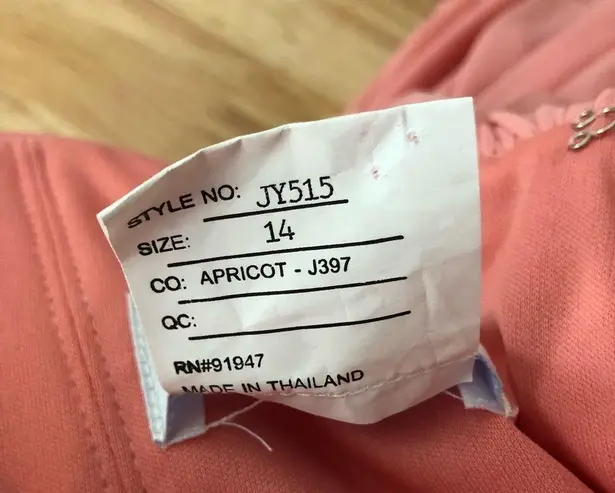 STYLE NO: JY515
SIZE: 14
CO: APRICOT - J397
QC:
RN#91947
MADE IN THAILAND